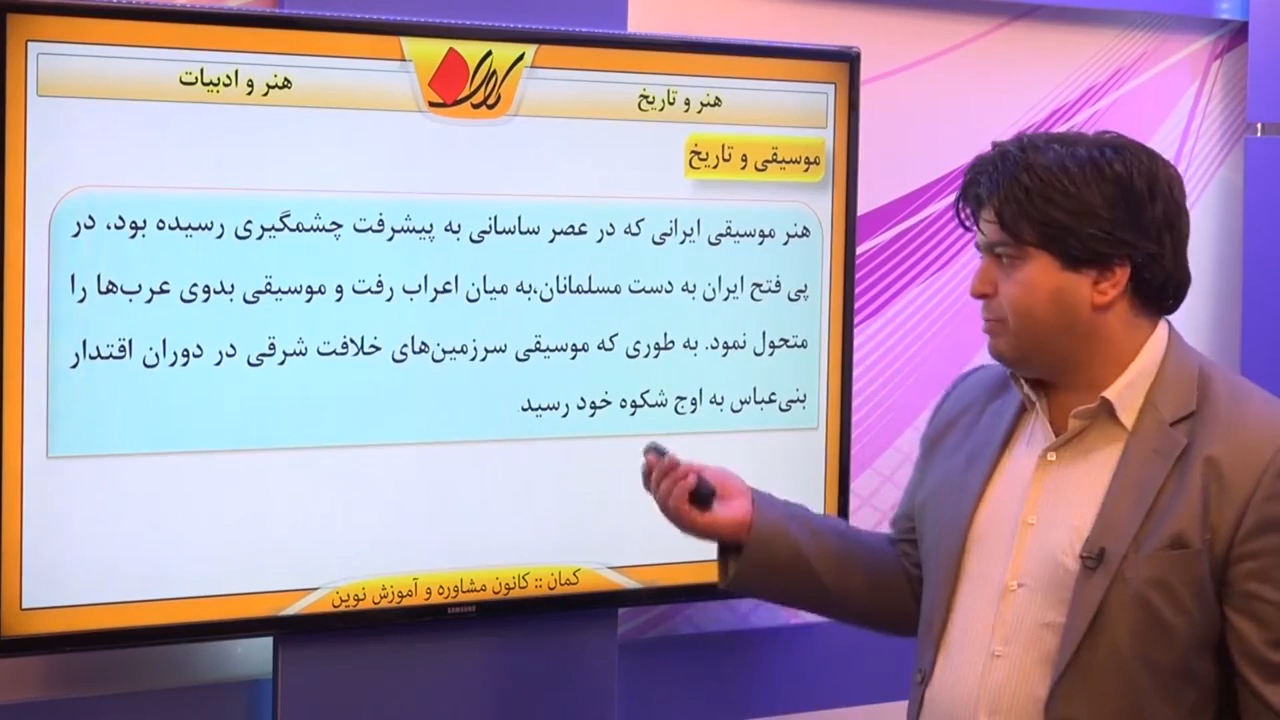 هنر و تاریخ
هنر و ادبیات
کمان
موسیقی و تاریخ
هنر موسیقی ایرانی که در عصر ساسانی به پیشرفت چشمگیری رسیده بود، در
پی فتح ایران به دست مسلمانان،به میان اعراب رفت و موسیقی بدوی عرب‌ها را
متحول نمود. به طوری که موسیقی سرزمین‌های خلافت شرقی در دوران اقتدار
بنی‌عباس به اوج شکوه خود رسید.
کمان :: کانون مشاوره و آموزش نوین
SAMSUNG